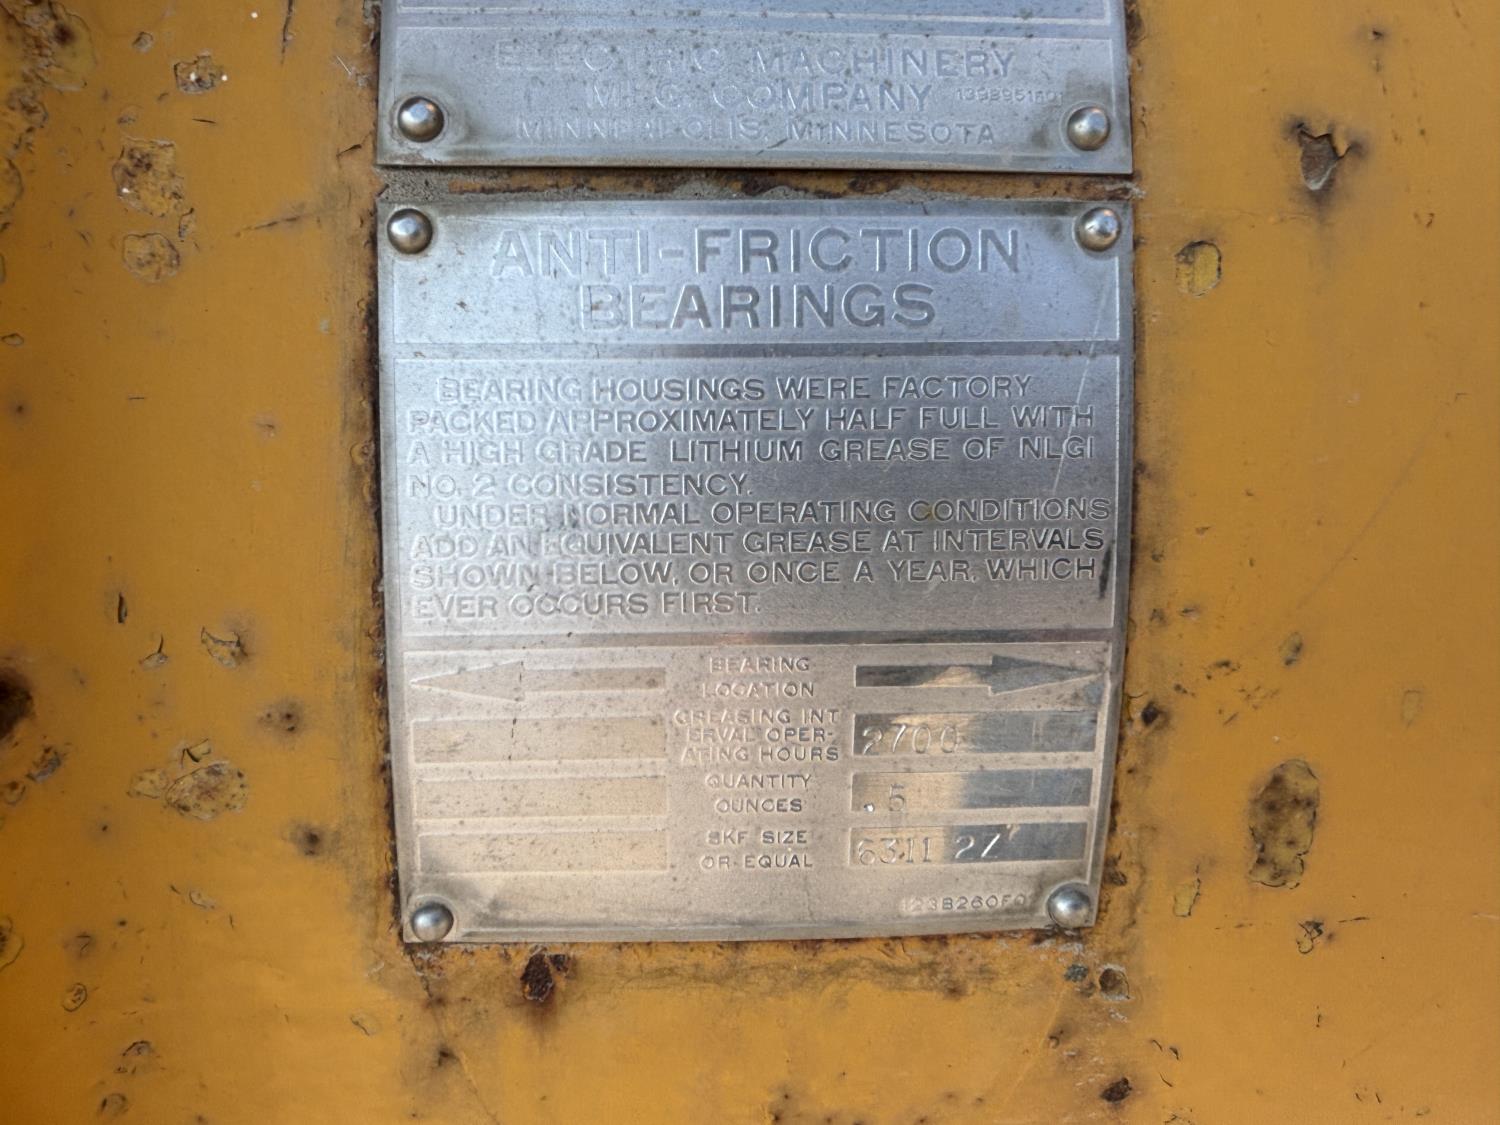 ELECTRIC MACHINERY
MFG. COMPANY
MINNEAPOLIS, MINNESOTA
ANTI-FRICTION
BEARINGS
BEARING HOUSINGS WERE FACTORY
PACKED APPROXIMATELY HALF FULL WITH
A HIGH GRADE LITHIUM GREASE OF NLGI
NO. 2 CONSISTENCY.
UNDER NORMAL OPERATING CONDITIONS
ADD AN EQUIVALENT GREASE AT INTERVALS
SHOWN BELOW, OR ONCE A YEAR, WHICH
EVER OCCURS FIRST.
BEARING
LOCATION
GREASING INT
ERVAL OPER-
ATING HOURS 2700
QUANTITY
OUNCES .5
SKF SIZE
OR EQUAL 6311 2Z